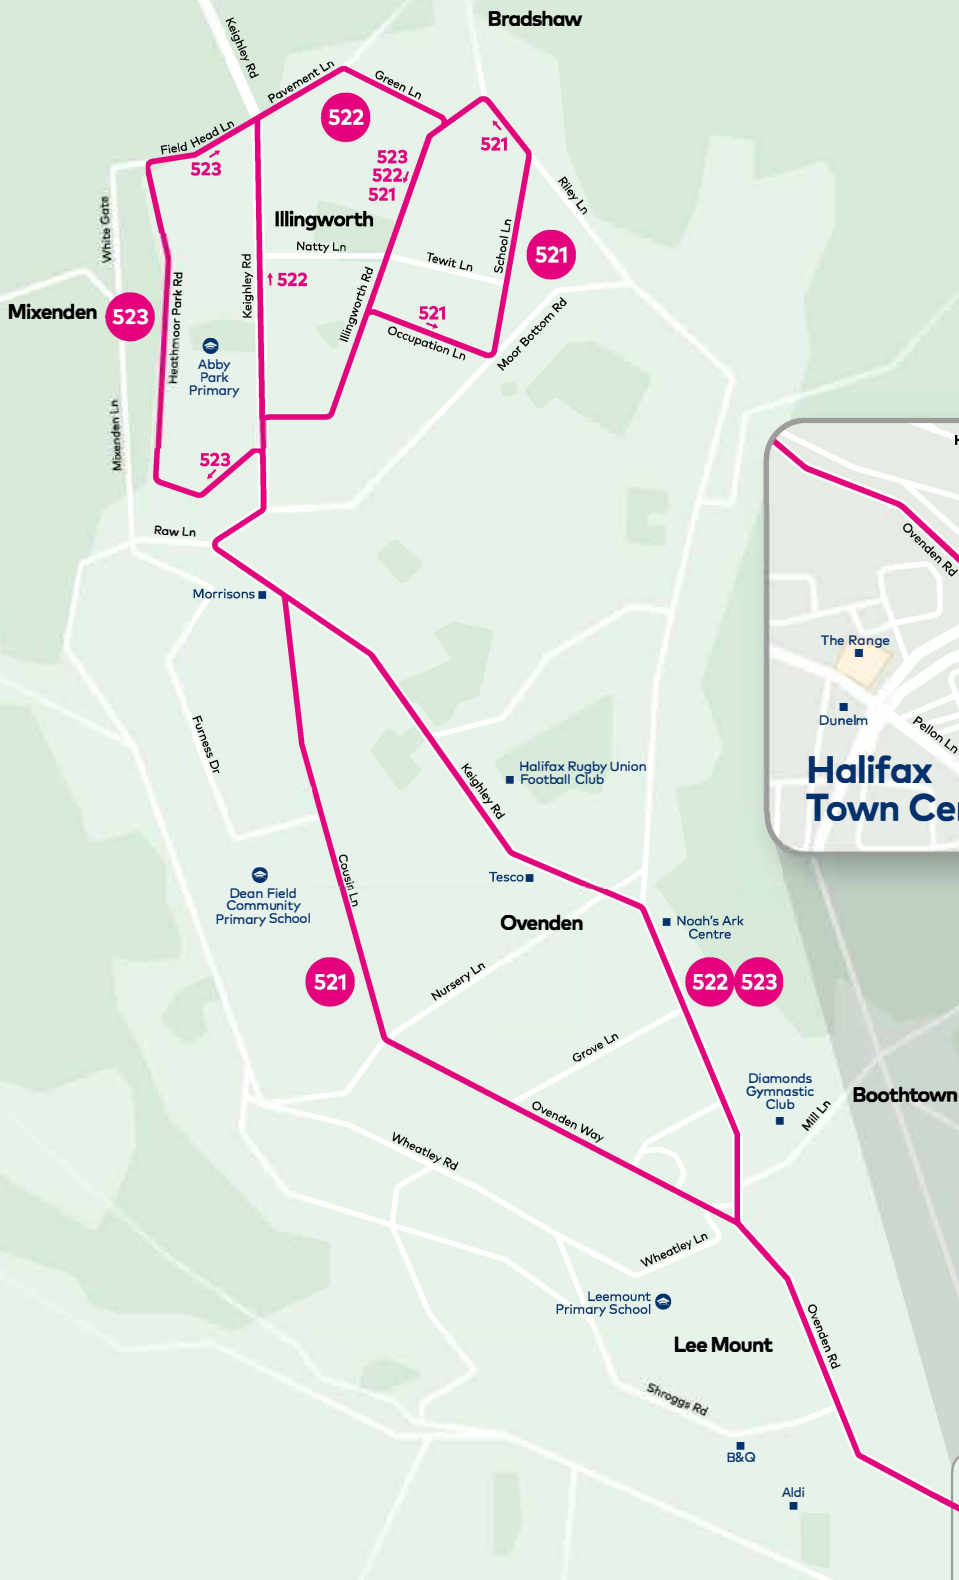 Bradshaw
Keighley Rd
Pavement Ln
Green Ln
522
Field Head Ln
523
521
523
522
521
White Gate
Illingworth
Riley Ln
Natty Ln
Tewit Ln
School Ln
521
Keighley Rd
522
Mixenden
523
Heathmoor Park Rd
Illingworth Rd
521
Occupation Ln
Moor Bottom Rd
Abby
Park
Primary
Mixenden Ln
523
Raw Ln
Morrisons
H
Ovenden Rd
The Range
Dunelm
Pellon Ln
Halifax
Town Cen
Furness Dr
Halifax Rugby Union
Football Club
Keighley Rd
Cousin Ln
Tesco
Dean Field
Community
Primary School
Ovenden
Noah's Ark
Centre
521
Nursery Ln
522
523
Grove Ln
Diamonds
Gymnastic
Club
Mill Ln
Boothtown
Ovenden Way
Wheatley Rd
Wheatley Ln
Leemount
Primary School
Lee Mount
Ovenden Rd
Shroggs Rd
B&Q
Aldi